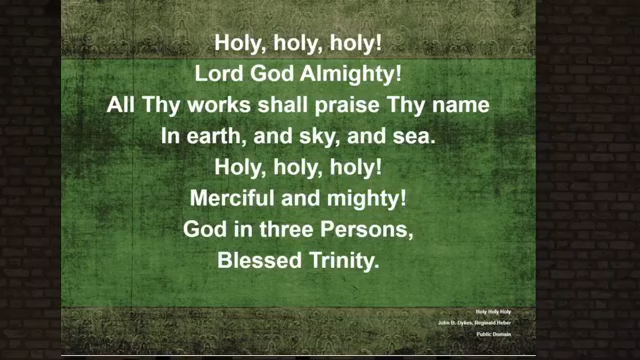 Holy, holy, holy!
Lord God Almighty!
All Thy works shall praise Thy name
In earth, and sky, and sea.
Holy, holy, holy!
Merciful and mighty!
God in three Persons,
Blessed Trinity.
Holy Holy Holy
John B. Dykes, Reginald Heber
Public Domain